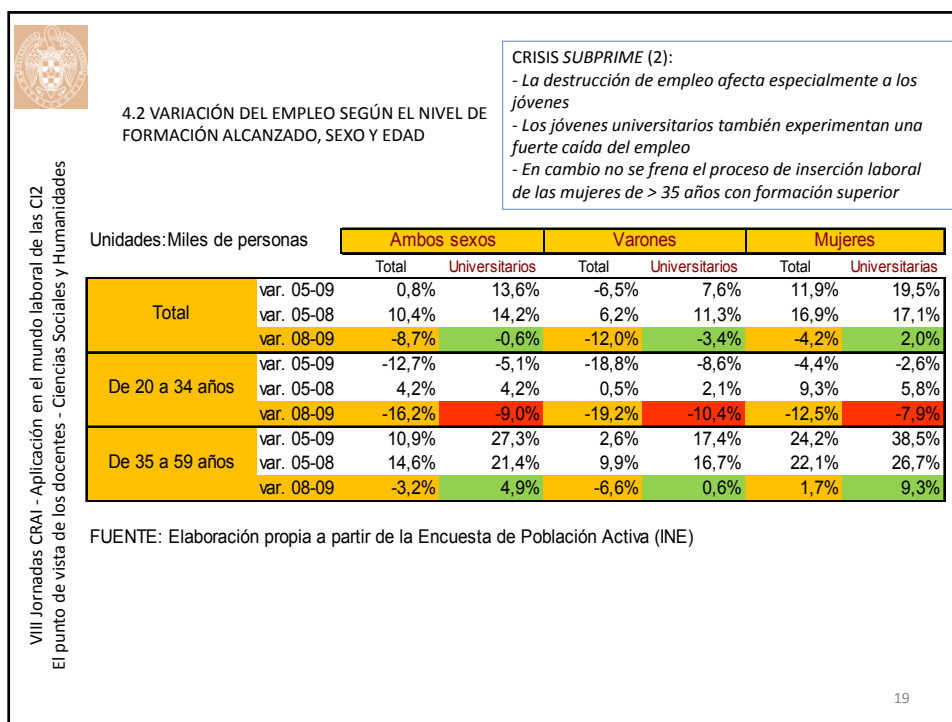 CRISIS SUBPRIME (2):
- La destrucción de empleo afecta especialmente a los
jóvenes
- Los jóvenes universitarios también experimentan una
fuerte caída del empleo
- En cambio no se frena el proceso de inserción laboral
de las mujeres de > 35 años con formación superior
4.2 VARIACIÓN DEL EMPLEO SEGÚN EL NIVEL DE
FORMACIÓN ALCANZADO, SEXO Y EDAD
VIII Jornadas CRAI - Aplicación en el mundo laboral de las CI2
El punto de vista de los docentes - Ciencias Sociales y Humanidades
Unidades:Miles de personas Ambos sexos Varones Mujeres
Total Universitarios Total Universitarios Total Universitarias
Total
var. 05-09 0,8% 13,6% -6,5% 7,6% 11,9% 19,5%
var. 05-08 10,4% 14,2% 6,2% 11,3% 16,9% 17,1%
var. 08-09 -8,7% -0,6% -12,0% -3,4% -4,2% 2,0%
De 20 a 34 años
var. 05-09 -12,7% -5,1% -18,8% -8,6% -4,4% -2,6%
var. 05-08 4,2% 4,2% 0,5% 2,1% 9,3% 5,8%
var. 08-09 -16,2% -9,0% -19,2% -10,4% -12,5% -7,9%
De 35 a 59 años
var. 05-09 10,9% 27,3% 2,6% 17,4% 24,2% 38,5%
var. 05-08 14,6% 21,4% 9,9% 16,7% 22,1% 26,7%
var. 08-09 -3,2% 4,9% -6,6% 0,6% 1,7% 9,3%
FUENTE: Elaboración propia a partir de la Encuesta de Población Activa (INE)
19